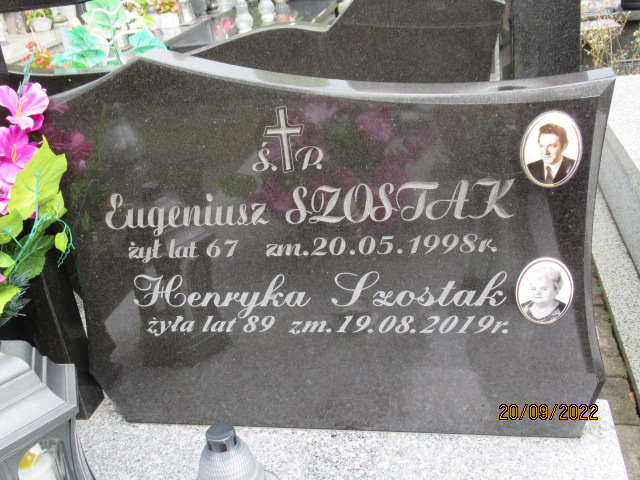 Ś.P.
Eugeniusz SZOSTAK
żył lat 67 zm. 20.05.1998r.
Henryka Szostak
żyła lat 89 zm. 19.08.2019r.
20/09/2022